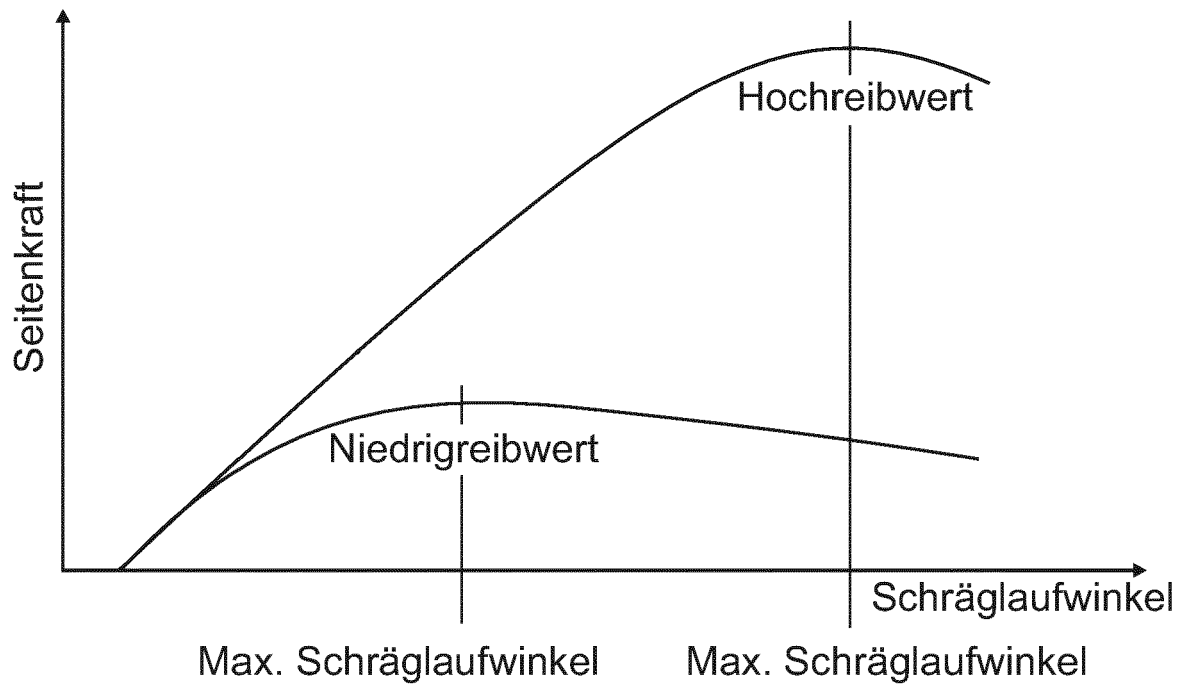 Hochreibwert
Seitenkraft
Niedrigreibwert
Schräglaufwinkel
Max. Schräglaufwinkel
Max. Schräglaufwinkel